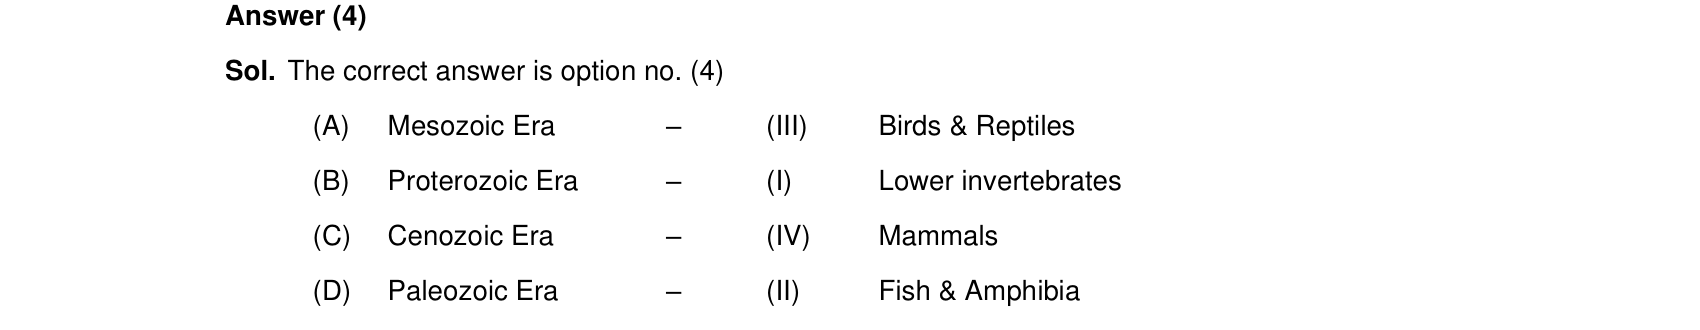 Answer (4)
Sol. The correct answer is option no. (4)
(A) Mesozoic Era – (III) Birds & Reptiles
(B) Proterozoic Era – (I) Lower invertebrates
(C) Cenozoic Era – (IV) Mammals
(D) Paleozoic Era – (II) Fish & Amphibia